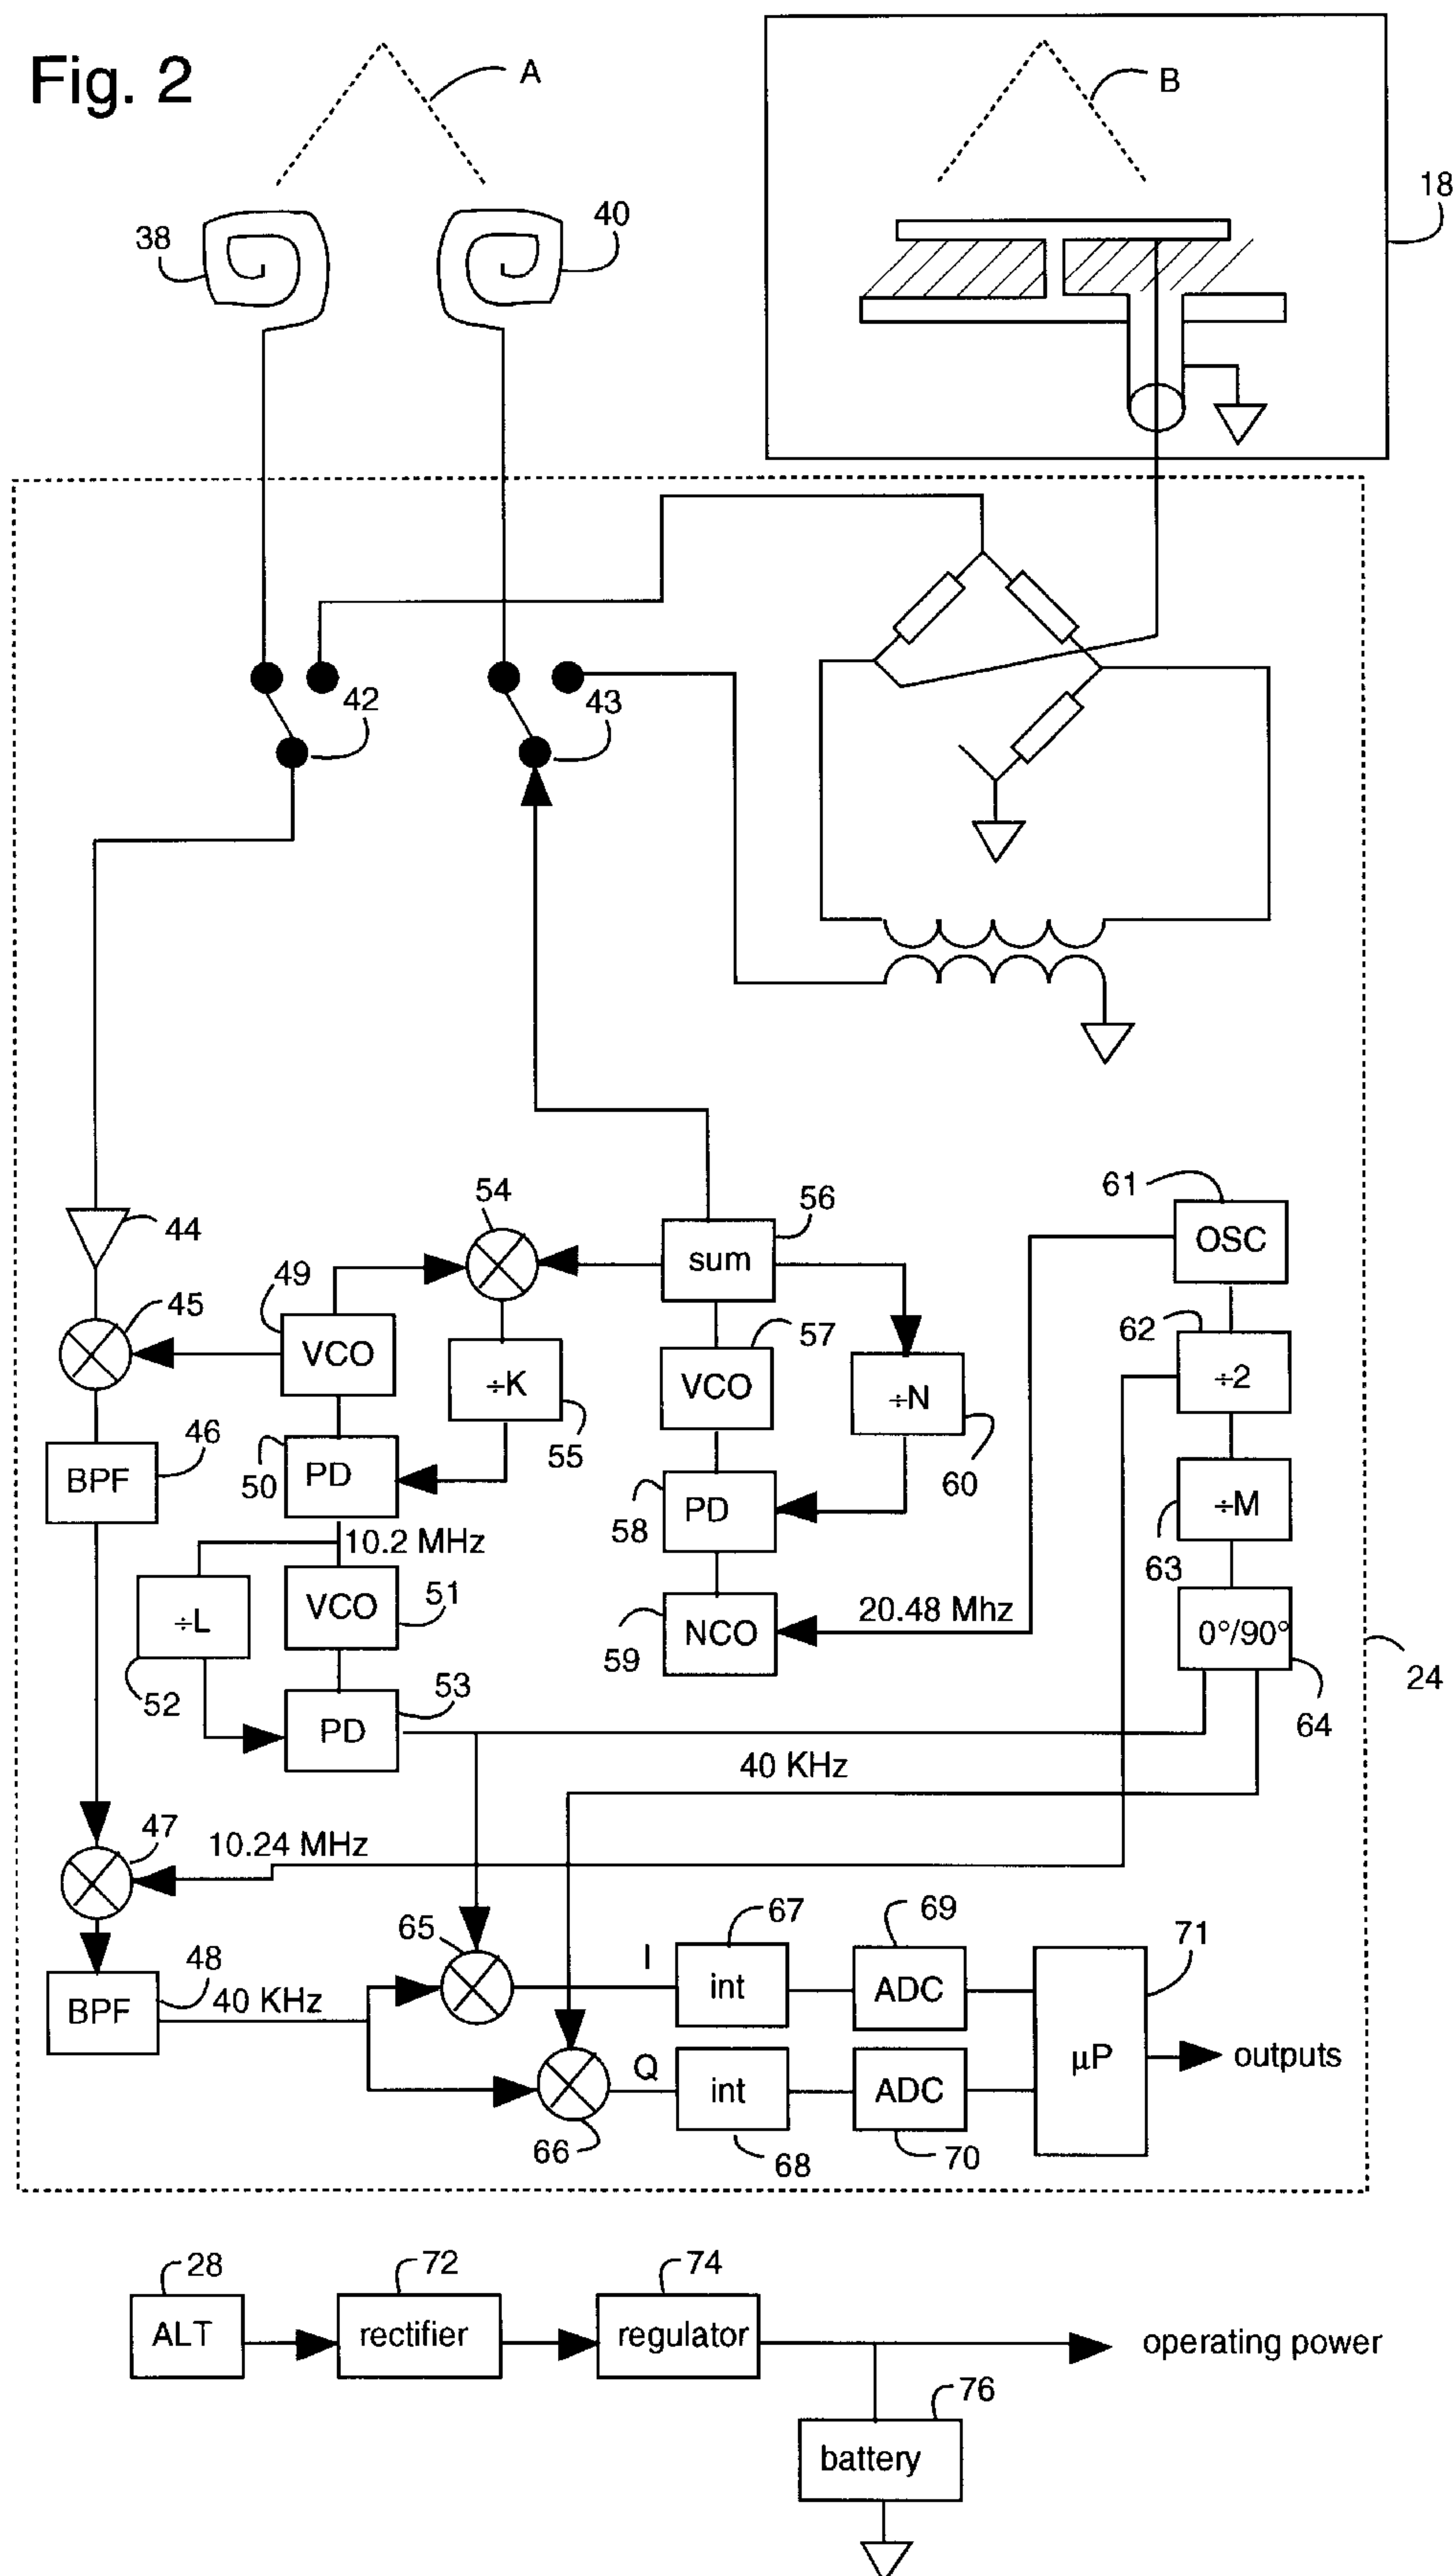 Fig. 2
A
B
18
38
40
42
43
54
56
61
44
sum
OSC
49
45
57
62
VCO
÷K
VCO
÷N
÷2
46
50
PD
55
60
BPF
58
PD
÷M
10.2 MHz
63
÷L
VCO
51
59
NCO
20.48 Mhz
0°/90°
52
53
24
PD
64
40 KHz
47
10.24 MHz
65
67
69
71
48
I
int
ADC
BPF
40 KHz
µP
outputs
Q
int
ADC
66
68
70
28
72
74
ALT
rectifier
regulator
operating power
76
battery